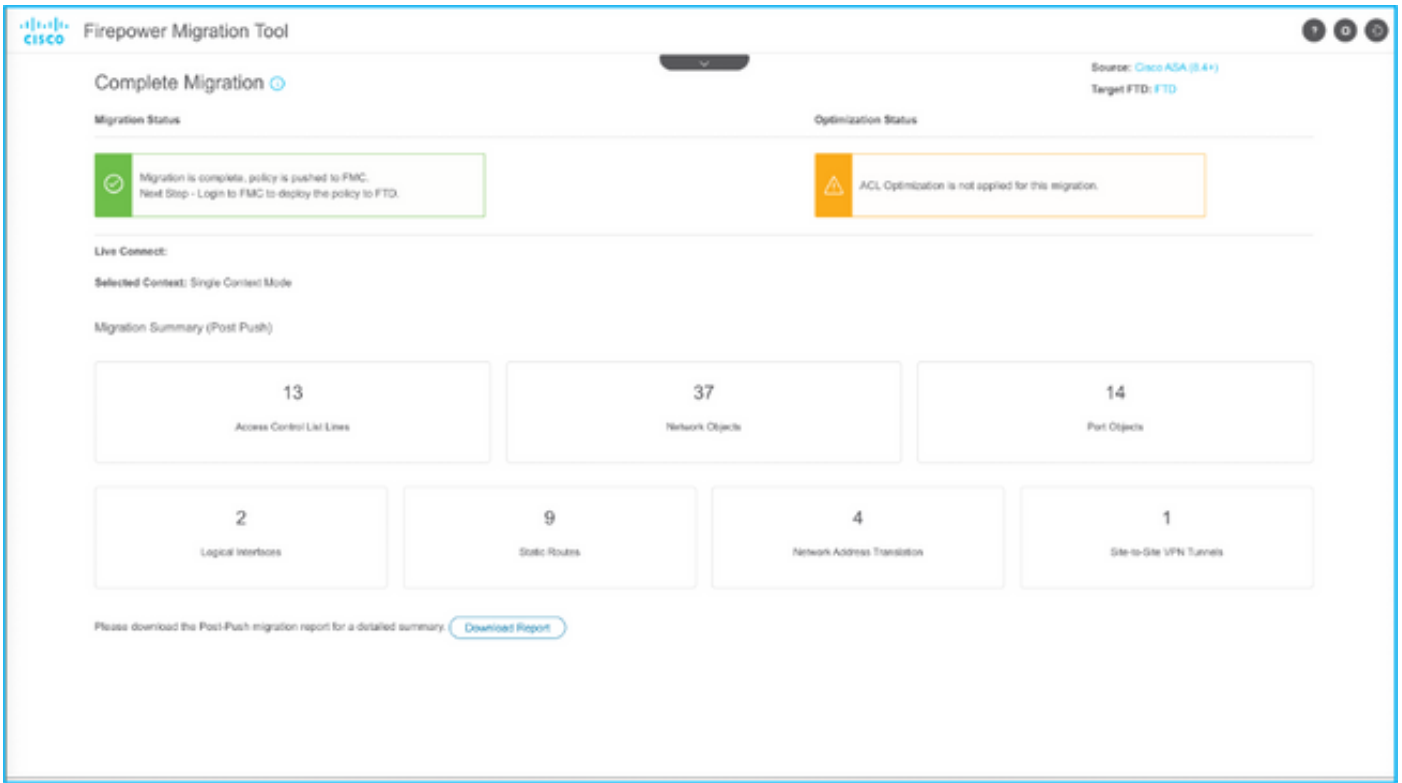 CISCO Firepower Migration Tool
Complete Migration
Source: Cisco ASA (8.4+)
Target FTD: FTD
Migration Status
Optimization Status
Migration is complete, policy is pushed to FMC.
Next Step - Login to FMC to deploy the policy to FTD.
ACL Optimization is not applied for this migration.
Live Connect:
Selected Context: Single Context Mode
Migration Summary (Post Push)
13
Access Control List Lines
37
Network Objects
14
Port Objects
2
Logical Interfaces
9
Static Routes
4
Network Address Translation
1
Site-to-Site VPN Tunnels
Please download the Post-Push migration report for a detailed summary. Download Report